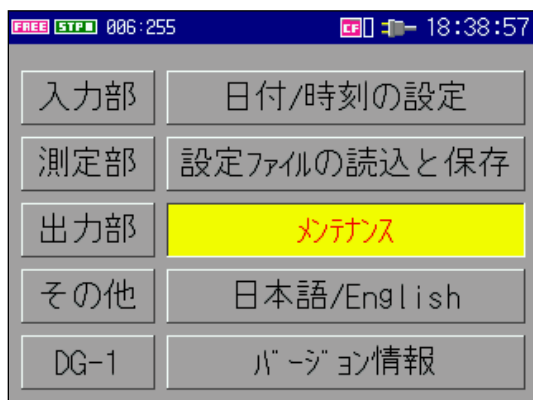 FREE STP 006:255 CF 18:38:57
入力部 日付/時刻の設定
測定部 設定ファイルの読込と保存
出力部 メンテナンス
その他 日本語/English
DG-1 バージョン情報